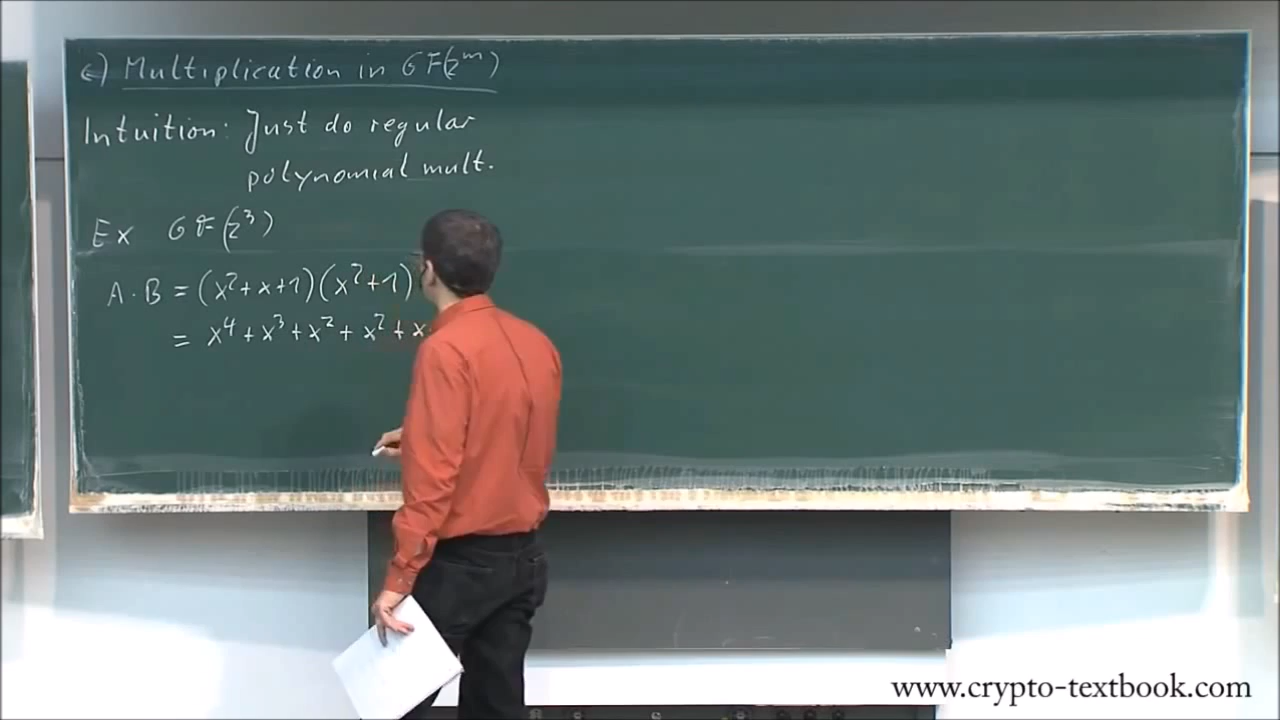 c) Multiplication in GF(2^m)
Intuition: Just do regular
polynomial mult.
Ex GF(2^3)
A·B = (x^2+x+1)(x^2+1)
= x^4+x^3+x^2+x^2+x
www.crypto-textbook.com